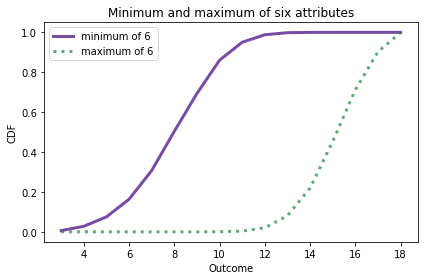 Minimum and maximum of six attributes
minimum of 6
maximum of 6
CDF
1.0
0.8
0.6
0.4
0.2
0.0
4 6 8 10 12 14 16 18
Outcome